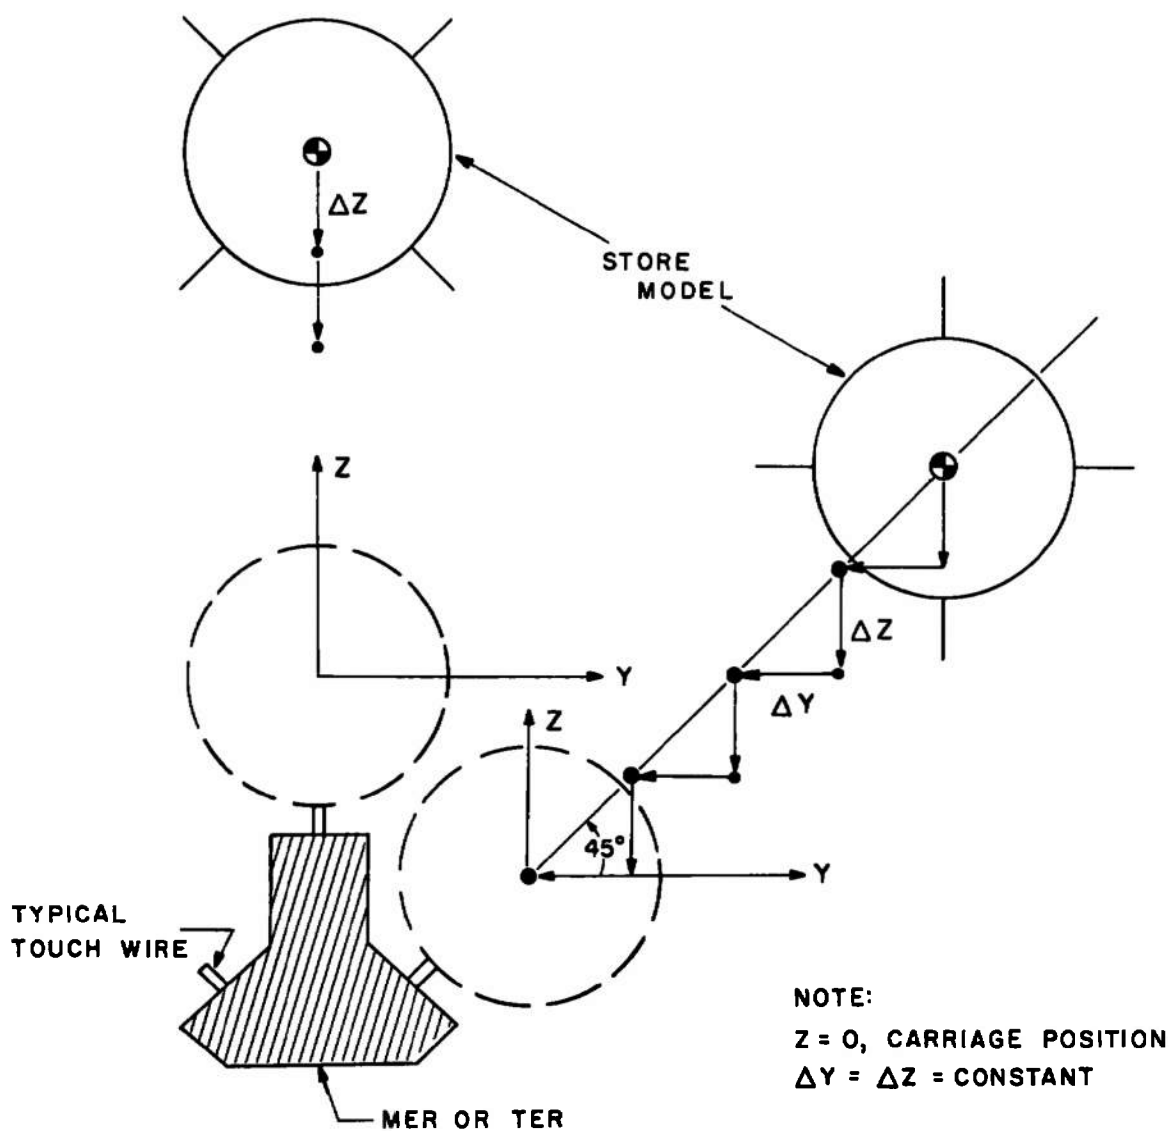 ΔZ
STORE
MODEL
Z
Y
ΔZ
ΔY
Z
45°
Y
TYPICAL
TOUCH WIRE
NOTE:
Z = 0, CARRIAGE POSITION
ΔY = ΔZ = CONSTANT
MER OR TER